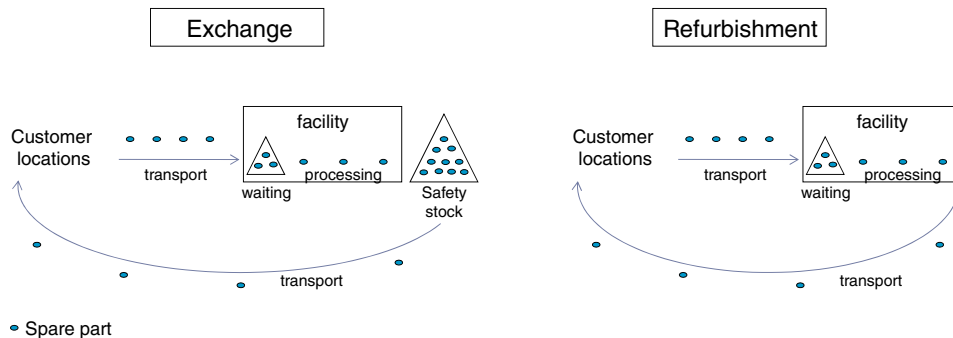 Exchange
Customer
locations
transport
facility
waiting
processing
Safety
stock
transport
Spare part
Refurbishment
Customer
locations
transport
facility
waiting
processing
transport